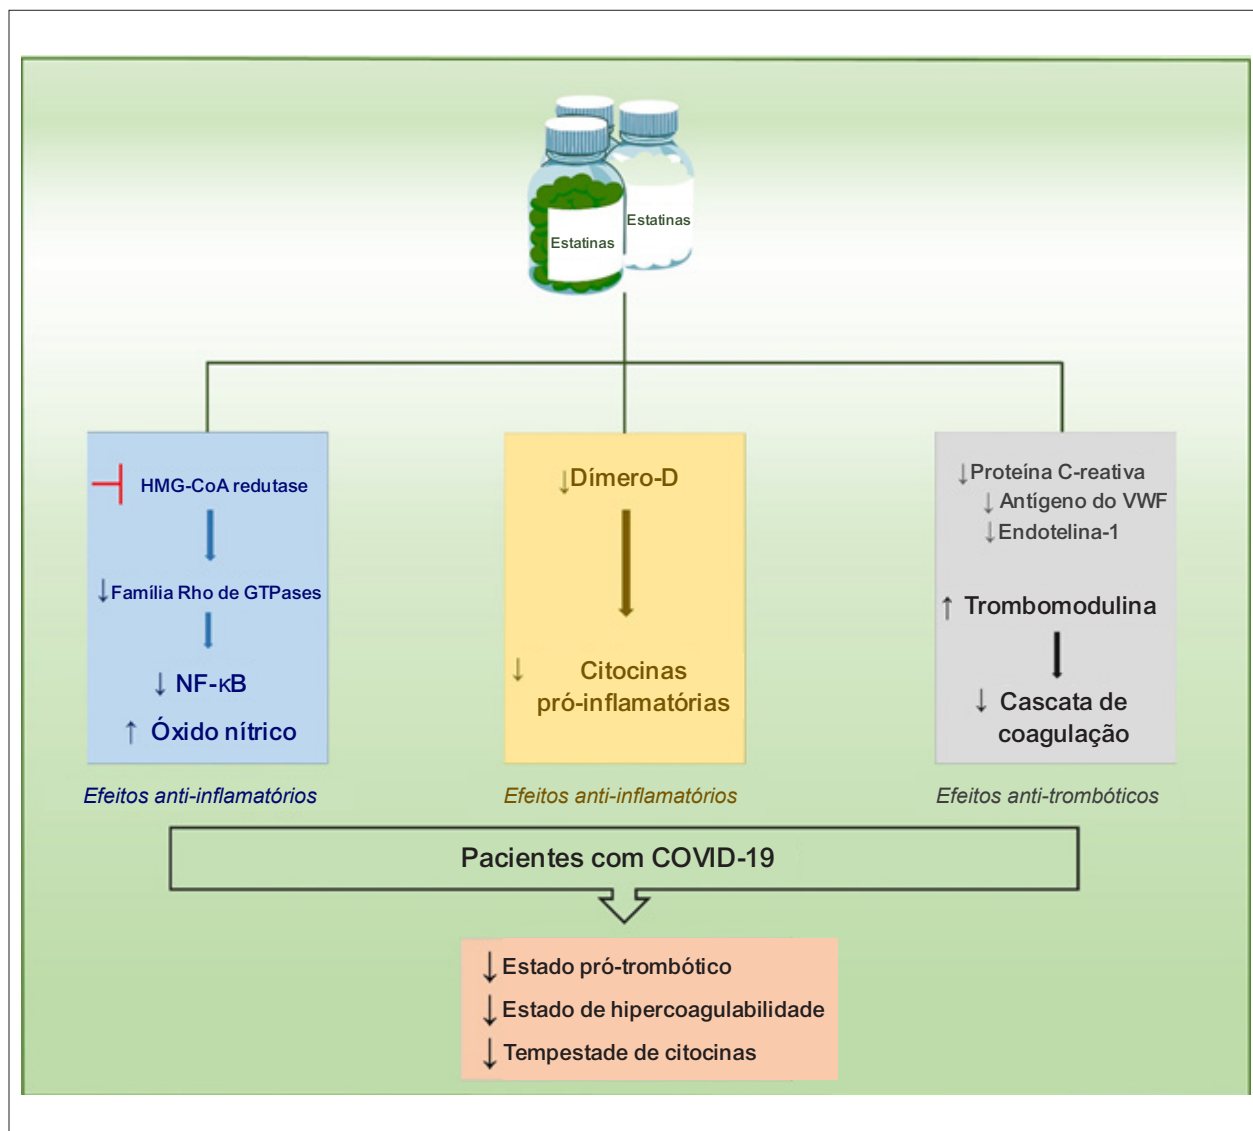 Estatinas
Estatinas
HMG-CoA redutase
↓Família Rho de GTPases
↓ NF-κB
↑ Óxido nítrico
Efeitos anti-inflamatórios
↓Dímero-D
↓ Citocinas
pró-inflamatórias
Efeitos anti-inflamatórios
↓Proteína C-reativa
↓ Antígeno do VWF
↓Endotelina-1
↑ Trombomodulina
↓ Cascata de
coagulação
Efeitos anti-trombóticos
Pacientes com COVID-19
↓Estado pró-trombótico
↓Estado de hipercoagulabilidade
↓Tempestade de citocinas